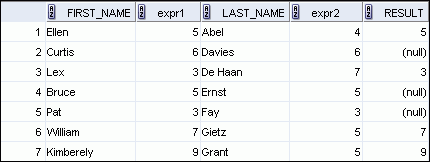 FIRST_NAME expr1 LAST_NAME expr2 RESULT
1 Ellen 5 Abel 4 5
2 Curtis 6 Davies 6 (null)
3 Lex 3 De Haan 7 3
4 Bruce 5 Ernst 5 (null)
5 Pat 3 Fay 3 (null)
6 William 7 Gietz 5 7
7 Kimberely 9 Grant 5 9